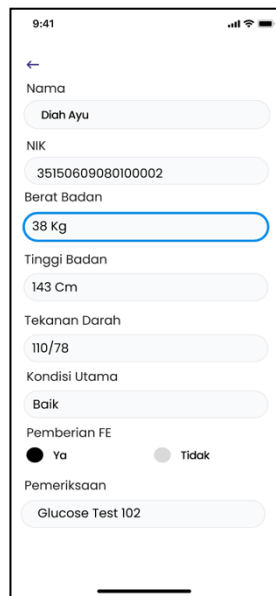 9:41
Nama
Diah Ayu
NIK
35150609080100002
Berat Badan
38 Kg
Tinggi Badan
143 Cm
Tekanan Darah
110/78
Kondisi Utama
Baik
Pemberian FE
Ya Tidak
Pemeriksaan
Glucose Test 102